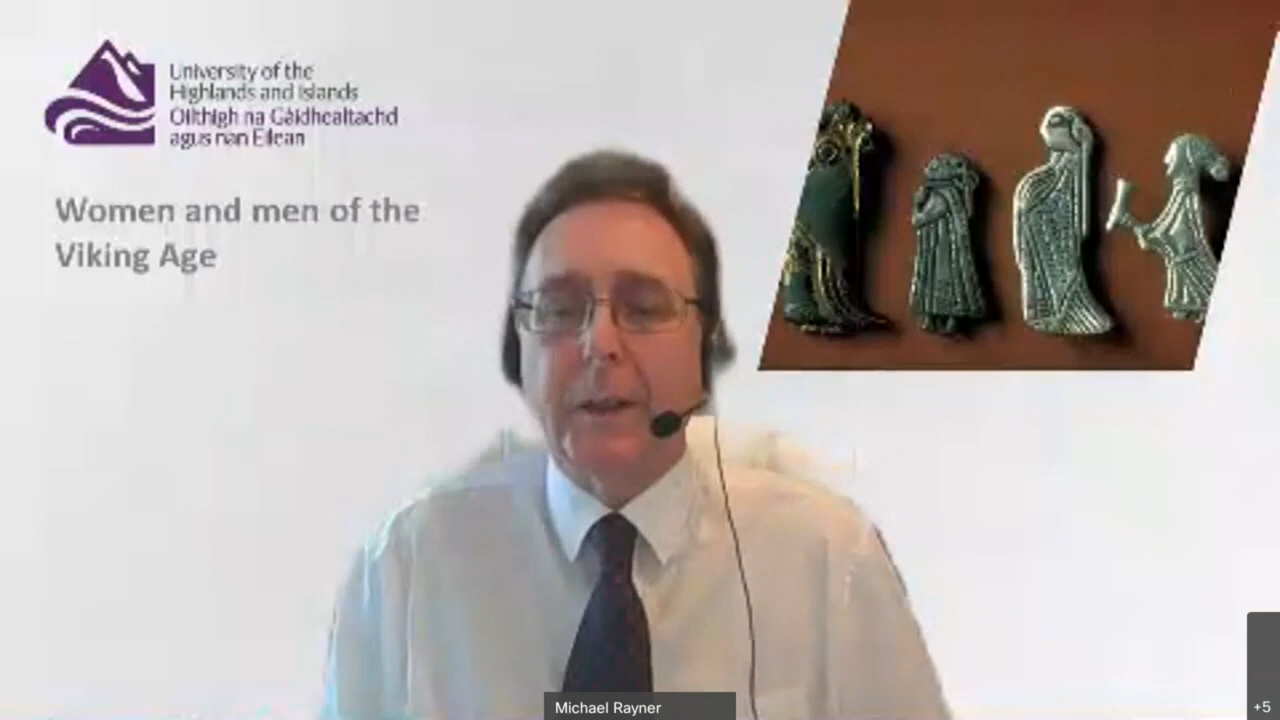 University of the
Highlands and Islands
Oilthigh na Gàidhealtachd
agus nan Eilean
Women and men of the
Viking Age
Michael Rayner
+5